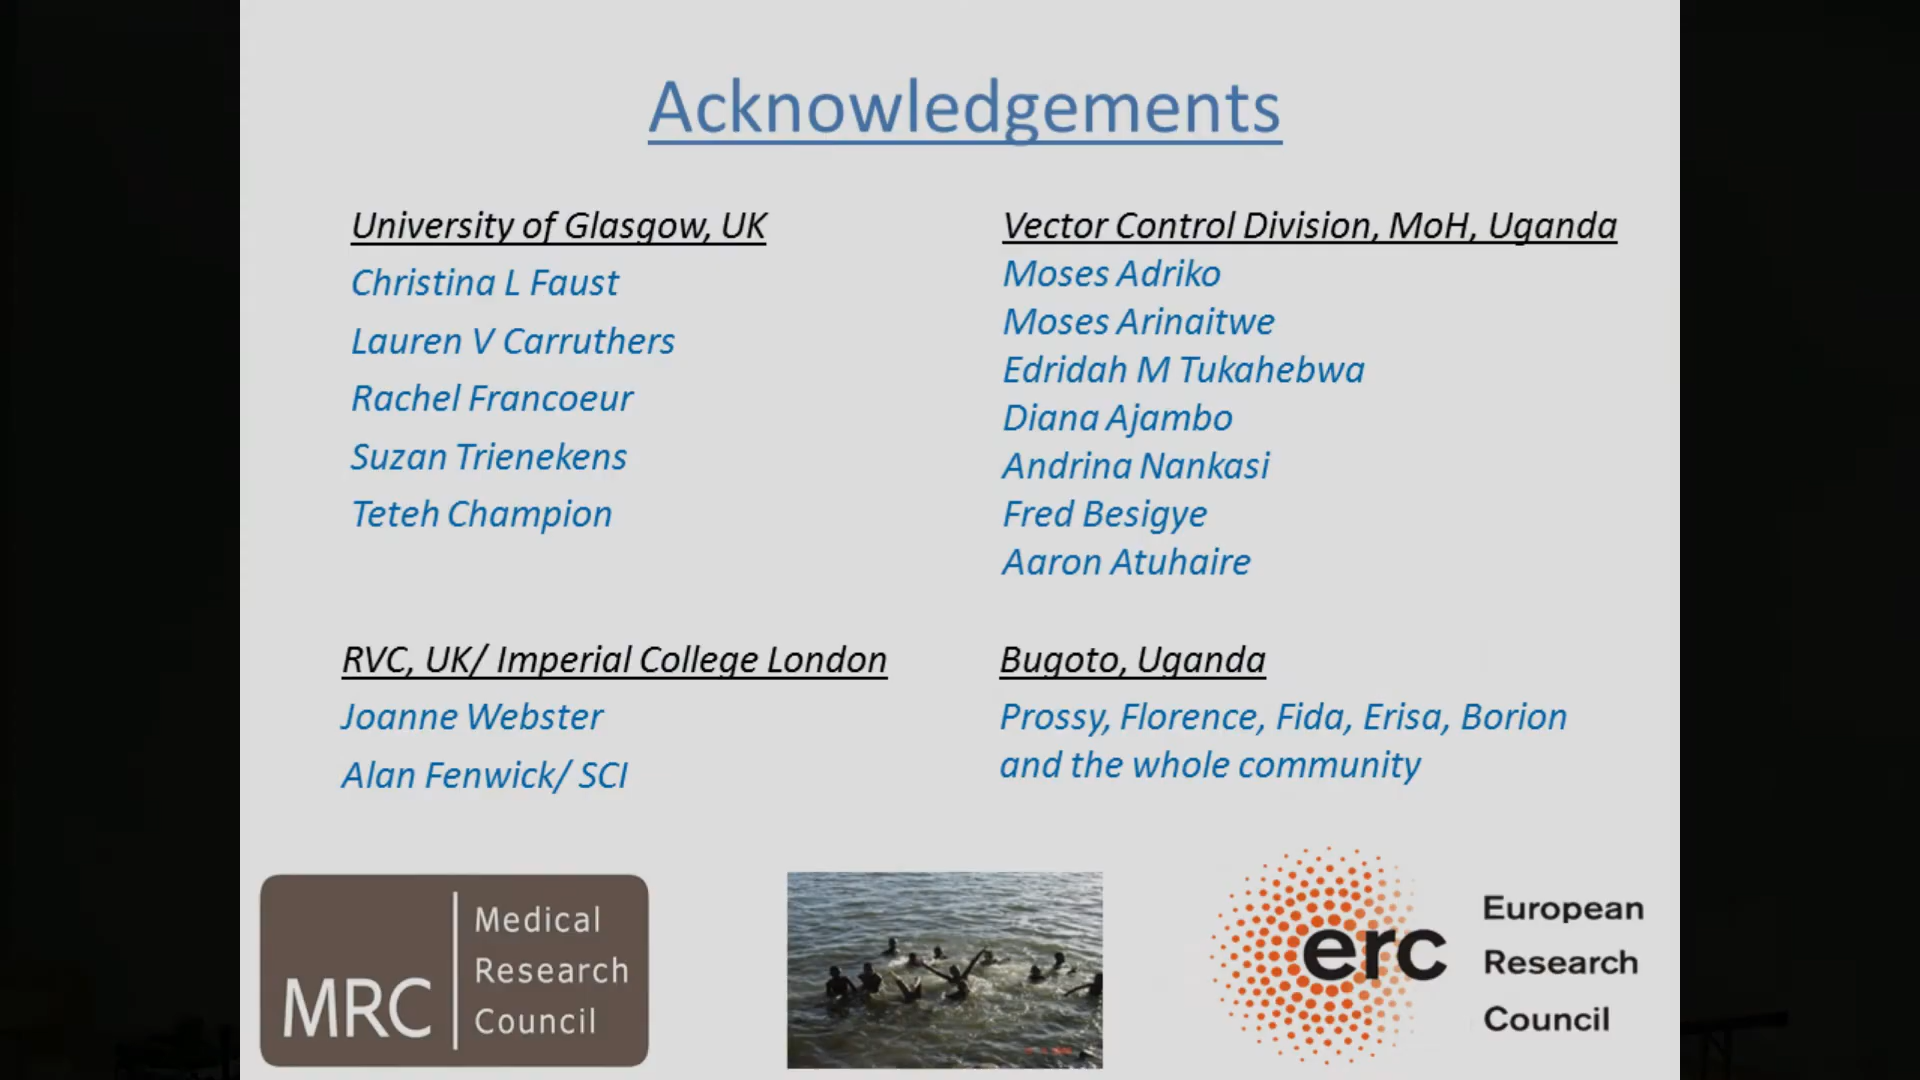 Acknowledgements
University of Glasgow, UK
Christina L Faust
Lauren V Carruthers
Rachel Francoeur
Suzan Trienekens
Teteh Champion
Vector Control Division, MoH, Uganda
Moses Adriko
Moses Arinaitwe
Edridah M Tukahebwa
Diana Ajambo
Andrina Nankasi
Fred Besigye
Aaron Atuhaire
RVC, UK/ Imperial College London
Joanne Webster
Alan Fenwick/ SCI
Bugoto, Uganda
Prossy, Florence, Fida, Erisa, Borion
and the whole community
MRC
Medical
Research
Council
erc
European
Research
Council